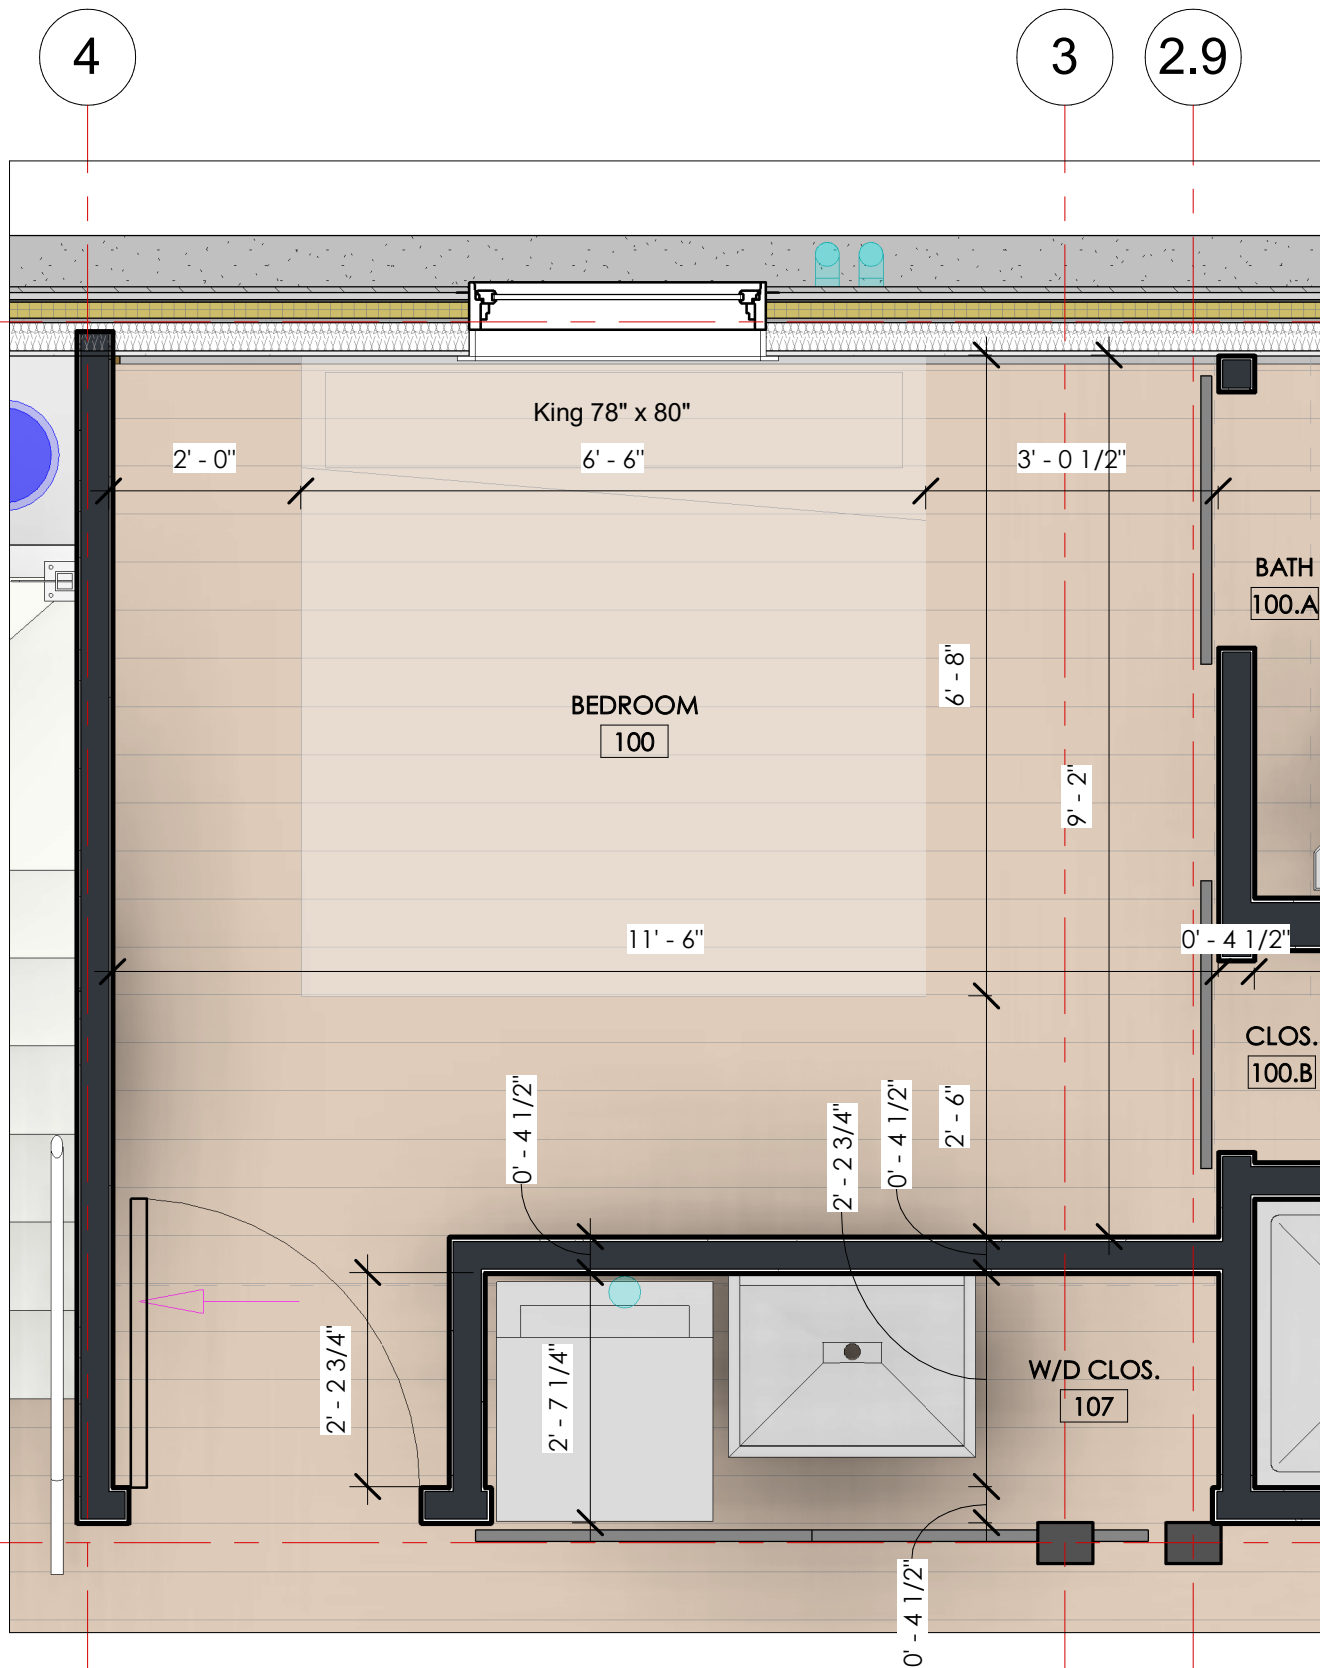 4
3
2.9
King 78" x 80"
2' - 0"
6' - 6"
3' - 0 1/2"
BATH
100.A
6' - 8"
BEDROOM
100
9' - 2"
11' - 6"
0' - 4 1/2"
CLOS.
100.B
0' - 4 1/2"
2' - 2 3/4"
0' - 4 1/2"
2' - 6"
2' - 2 3/4"
2' - 7 1/4"
W/D CLOS.
107
0' - 4 1/2"